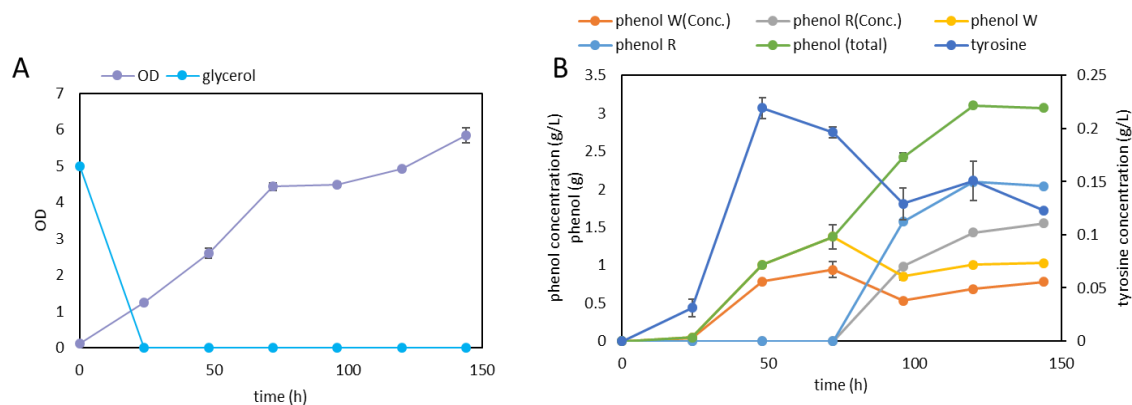 A
OD glycerol
7
6
5
4
3
2
1
0
OD
0 50 100 150
time (h)
phenol W(Conc.) phenol R(Conc.) phenol W
phenol R phenol (total) tyrosine
B
3.5
3
2.5
2
1.5
1
0.5
0
phenol concentration (g/L)
phenol (g)
0.25
0.2
0.15
0.1
0.05
0
tyrosine concentration (g/L)
0 50 100 150
time (h)